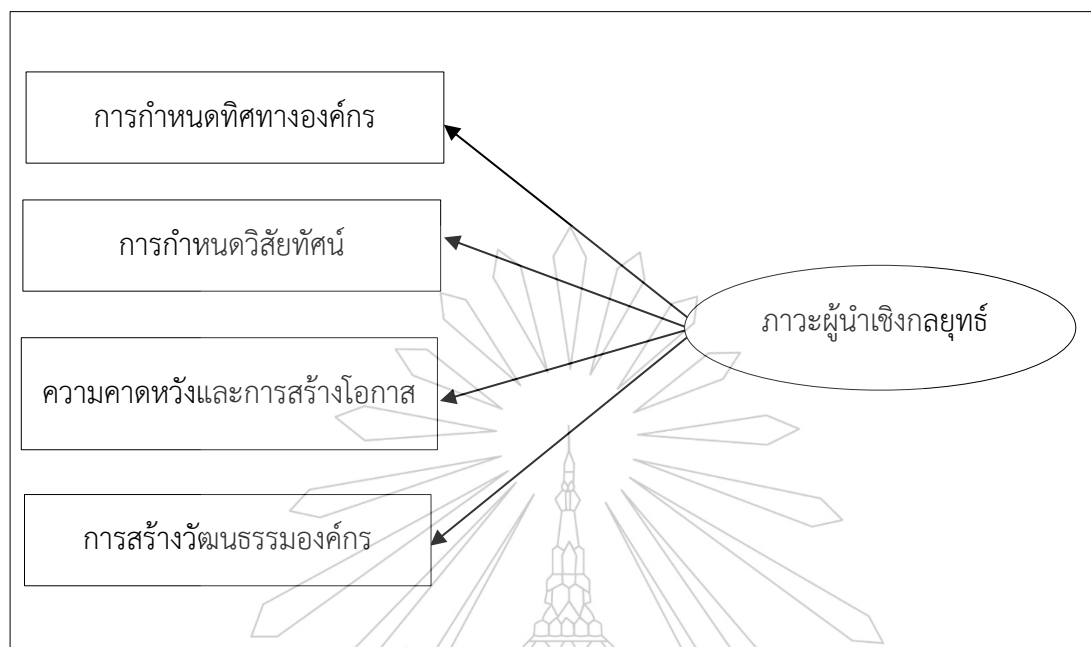 การกำหนดทิศทางองค์กร
การกำหนดวิสัยทัศน์
ภาวะผู้นำเชิงกลยุทธ์
ความคาดหวังและการสร้างโอกาส
การสร้างวัฒนธรรมองค์กร